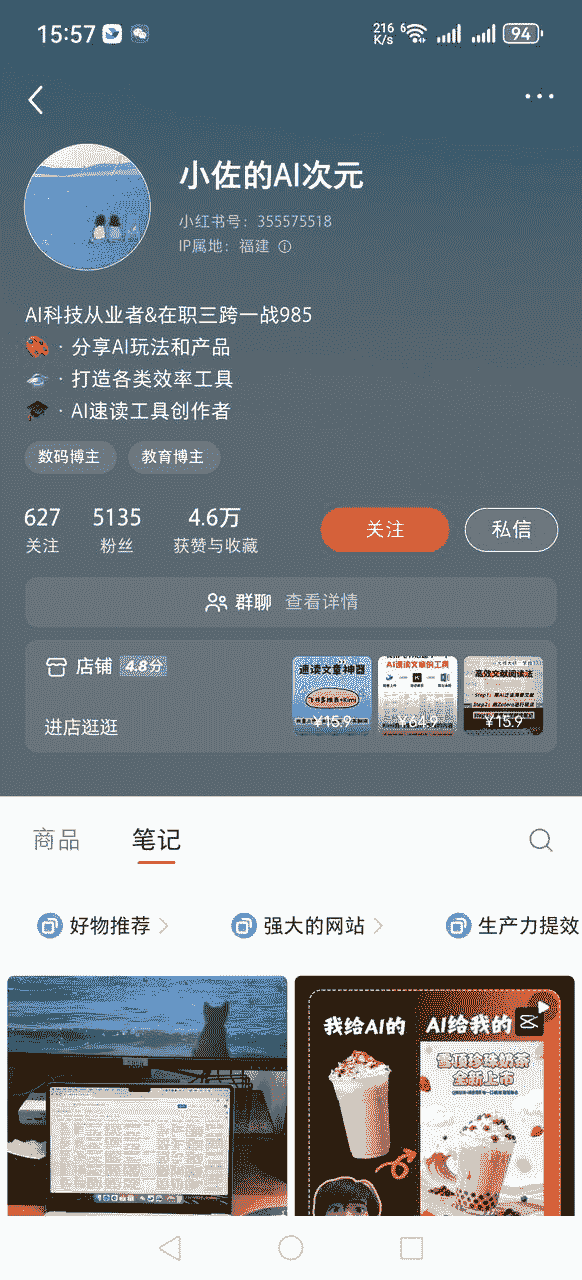 15:57
216 K/s
6
94
小佐的AI次元
小红书号：355575518
IP属地：福建
AI科技从业者&在职三跨一战985
· 分享AI玩法和产品
· 打造各类效率工具
· AI速读工具创作者
数码博主 教育博主
627 5135 4.6万
关注 粉丝 获赞与收藏
关注 私信
群聊 查看详情
店铺 4.8分
进店逛逛
速读文章神器
¥15.9
AI速读文章的工具
¥64.9
高效文献阅读法
¥15.9
商品 笔记
好物推荐 强大的网站 生产力提效
我给AI的 AI给我的
雪顶珍珠奶茶
全新上市